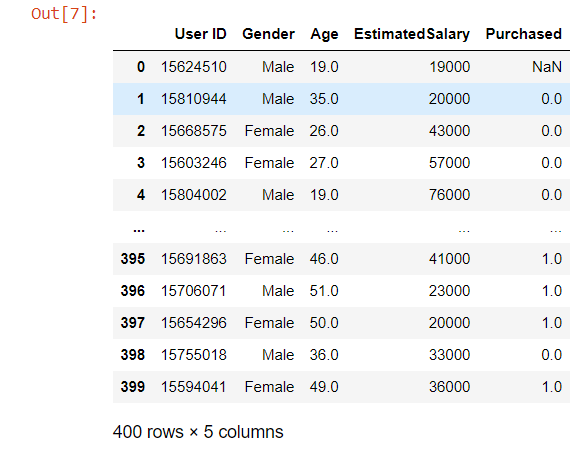 Out[7]:
User ID Gender Age EstimatedSalary Purchased
0 15624510 Male 19.0 19000 NaN
1 15810944 Male 35.0 20000 0.0
2 15668575 Female 26.0 43000 0.0
3 15603246 Female 27.0 57000 0.0
4 15804002 Male 19.0 76000 0.0
... ... ... ... ... ...
395 15691863 Female 46.0 41000 1.0
396 15706071 Male 51.0 23000 1.0
397 15654296 Female 50.0 20000 1.0
398 15755018 Male 36.0 33000 0.0
399 15594041 Female 49.0 36000 1.0
400 rows × 5 columns